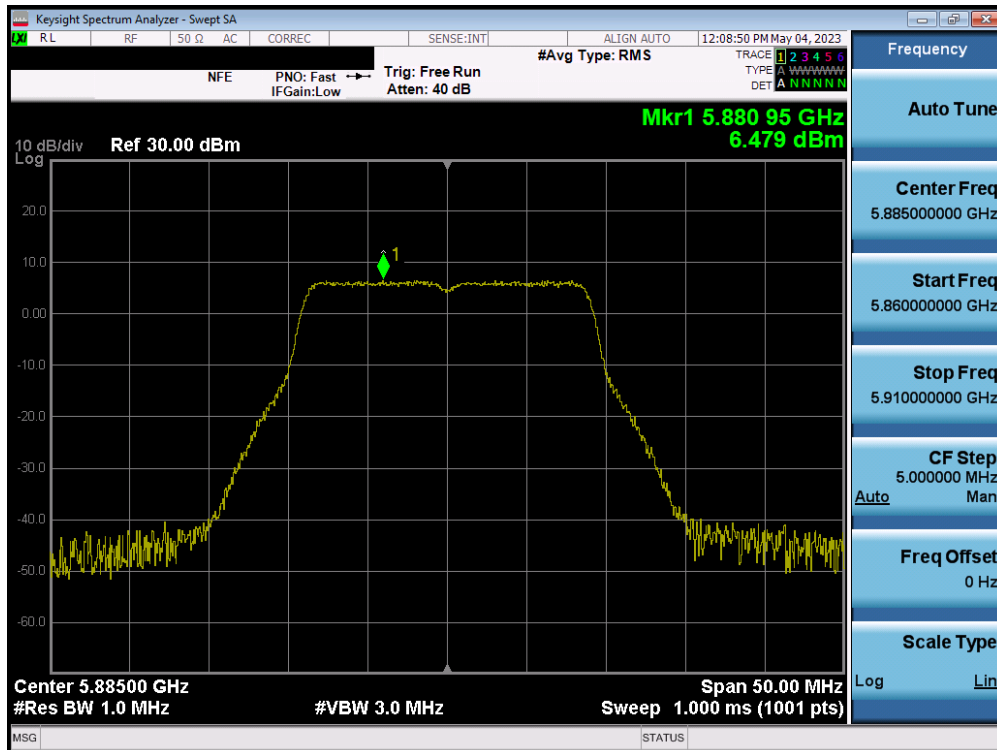 Keysight Spectrum Analyzer - Swept SA
LXI RL RF 50 Ω AC CORREC SENSE:INT ALIGN AUTO 12:08:50 PM May 04, 2023
NFE PNO: Fast Trig: Free Run #Avg Type: RMS TRACE 1 2 3 4 5 6
IFGain:Low Atten: 40 dB TYPE A WWWWWW
DET A N N N N N
Mkr1 5.880 95 GHz
6.479 dBm
10 dB/div Ref 30.00 dBm
Log
20.0
10.0
0.00
-10.0
-20.0
-30.0
-40.0
-50.0
-60.0
1
Center 5.88500 GHz Span 50.00 MHz
#Res BW 1.0 MHz #VBW 3.0 MHz Sweep 1.000 ms (1001 pts)
MSG STATUS
Frequency
Auto Tune
Center Freq
5.885000000 GHz
Start Freq
5.860000000 GHz
Stop Freq
5.910000000 GHz
CF Step
5.000000 MHz
Auto Man
Freq Offset
0 Hz
Scale Type
Log Lin